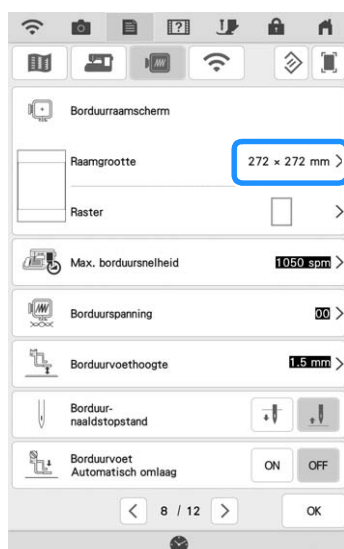 Borduurraamscherm
Raamgrootte
272 × 272 mm
Raster
Max. borduursnelheid
1050 spm
Borduurspanning
00
Borduurvoethoogte
1.5 mm
Borduur-
naaldstopstand
Borduurvoet
Automatisch omlaag
ON OFF
8 / 12
OK